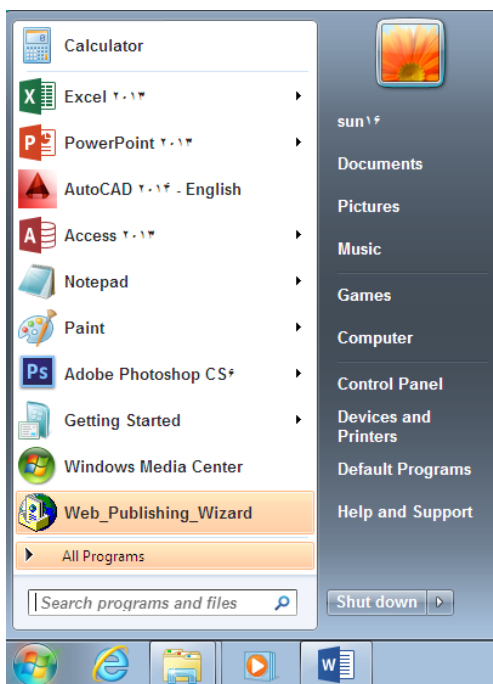 Calculator
Excel ۲۰۱۳
PowerPoint ۲۰۱۳
AutoCAD ۲۰۱۴ - English
Access ۲۰۱۳
Notepad
Paint
Ps
Adobe Photoshop CS۶
Getting Started
Windows Media Center
Web_Publishing_Wizard
All Programs
Search programs and files
sun۱۶
Documents
Pictures
Music
Games
Computer
Control Panel
Devices and
Printers
Default Programs
Help and Support
Shut down